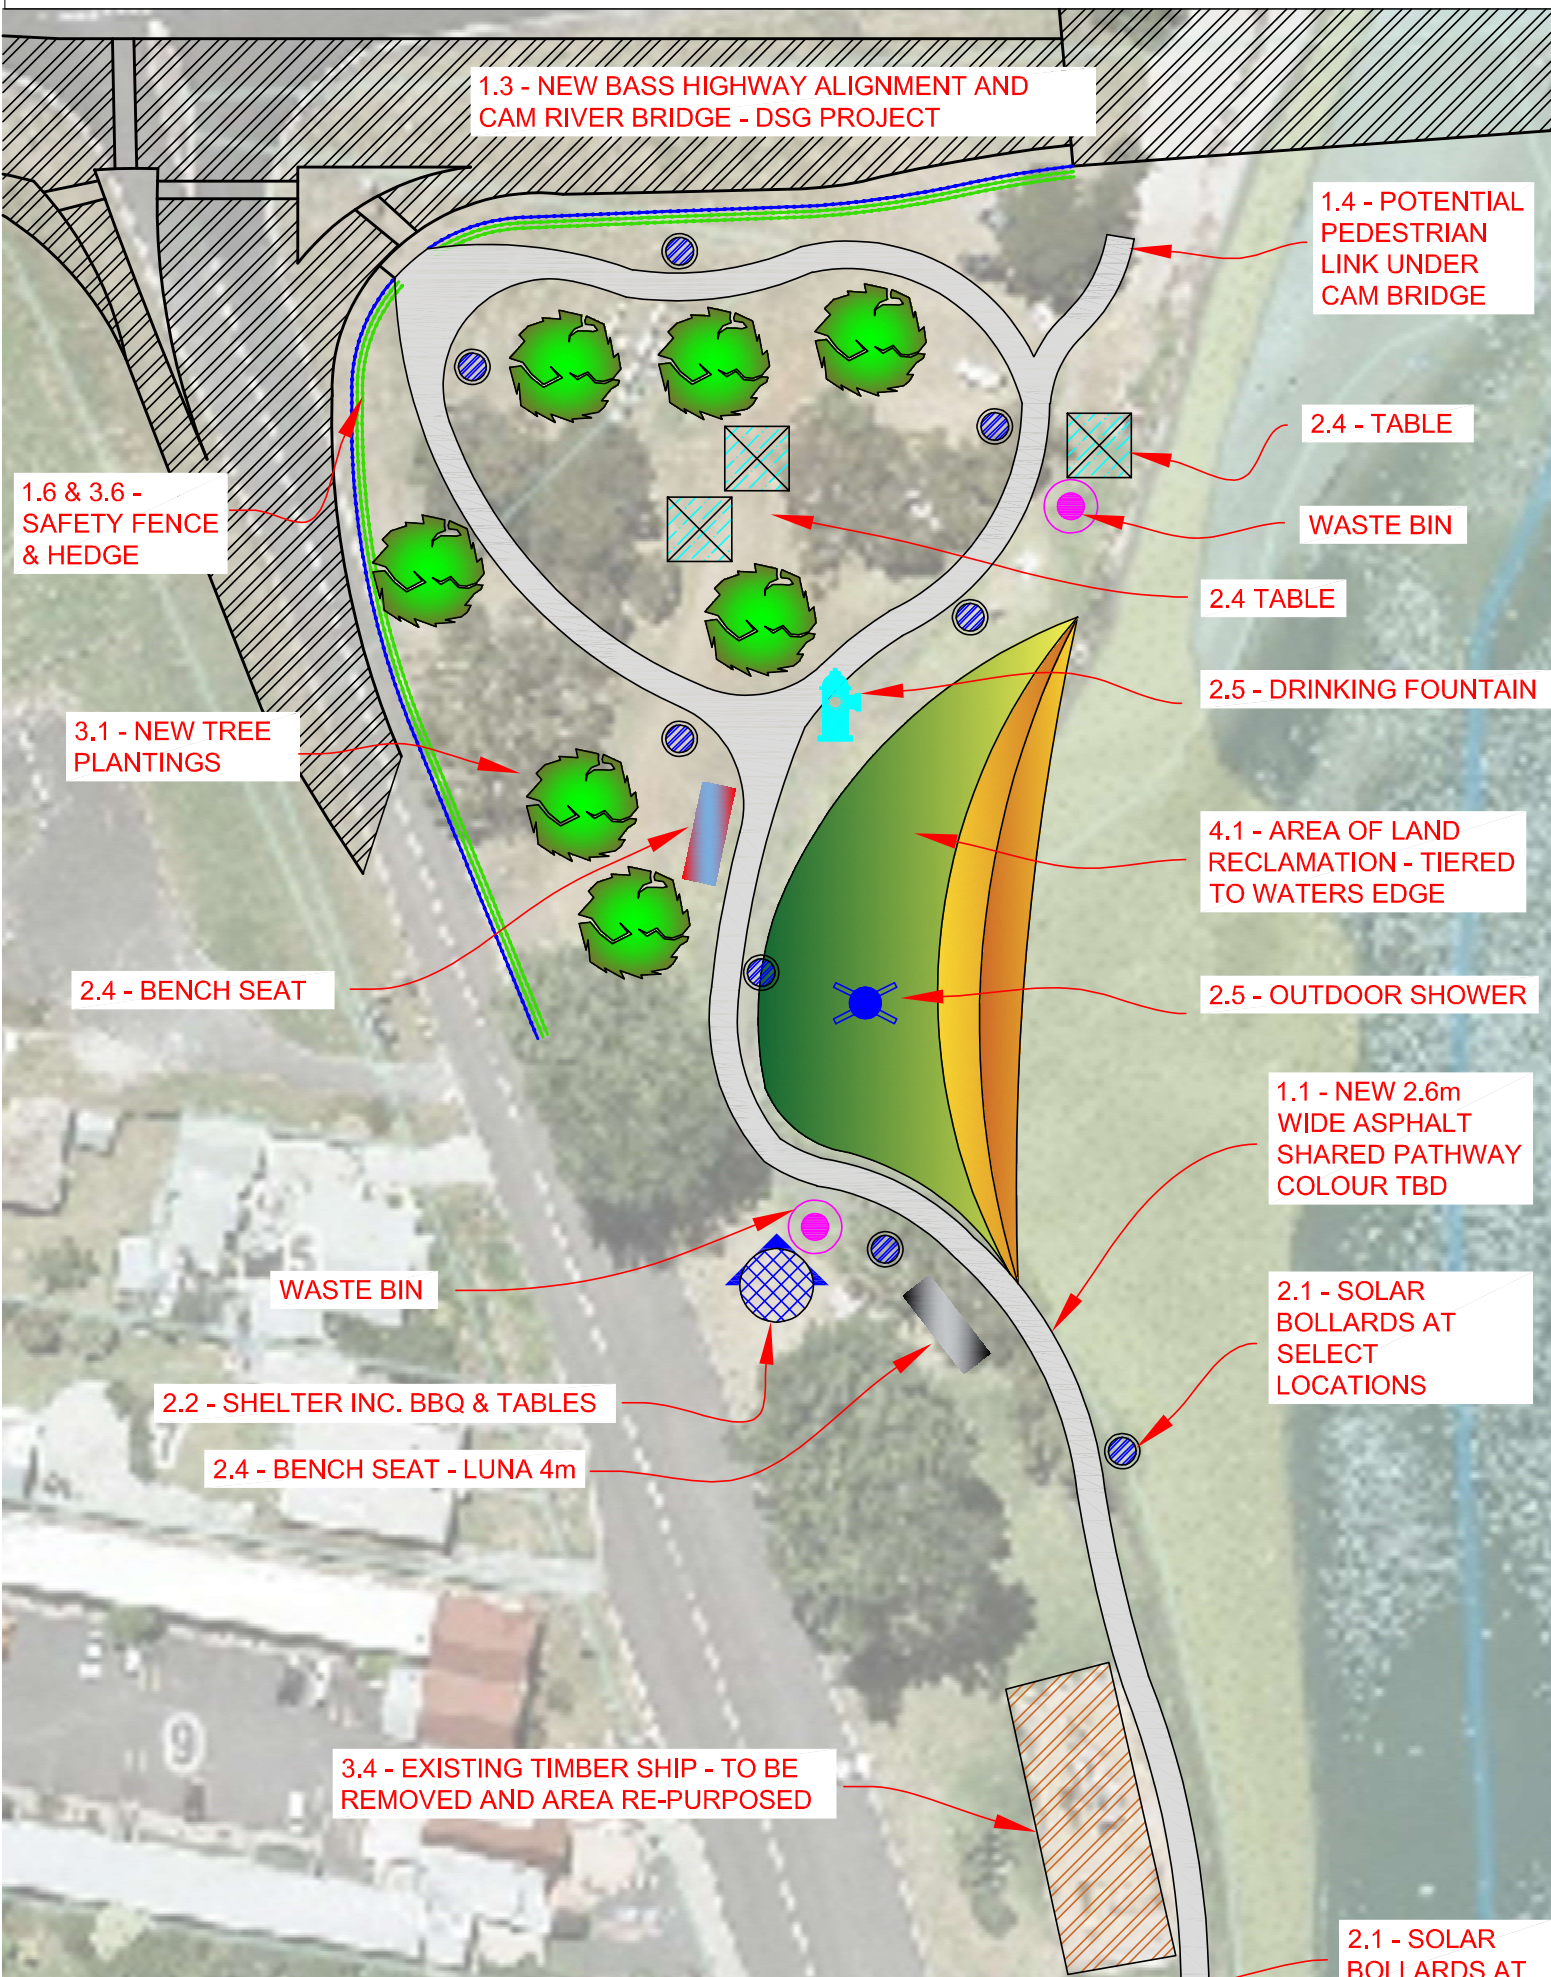 1.3 - NEW BASS HIGHWAY ALIGNMENT AND
CAM RIVER BRIDGE - DSG PROJECT
1.4 - POTENTIAL
PEDESTRIAN
LINK UNDER
CAM BRIDGE
2.4 - TABLE
1.6 & 3.6 -
SAFETY FENCE
& HEDGE
WASTE BIN
2.4 TABLE
2.5 - DRINKING FOUNTAIN
3.1 - NEW TREE
PLANTINGS
4.1 - AREA OF LAND
RECLAMATION - TIERED
TO WATERS EDGE
2.4 - BENCH SEAT
2.5 - OUTDOOR SHOWER
1.1 - NEW 2.6m
WIDE ASPHALT
SHARED PATHWAY
COLOUR TBD
5
WASTE BIN
2.1 - SOLAR
BOLLARDS AT
SELECT
LOCATIONS
2.2 - SHELTER INC. BBQ & TABLES
7
2.4 - BENCH SEAT - LUNA 4m
9
3.4 - EXISTING TIMBER SHIP - TO BE
REMOVED AND AREA RE-PURPOSED
2.1 - SOLAR
BOLLARDS AT